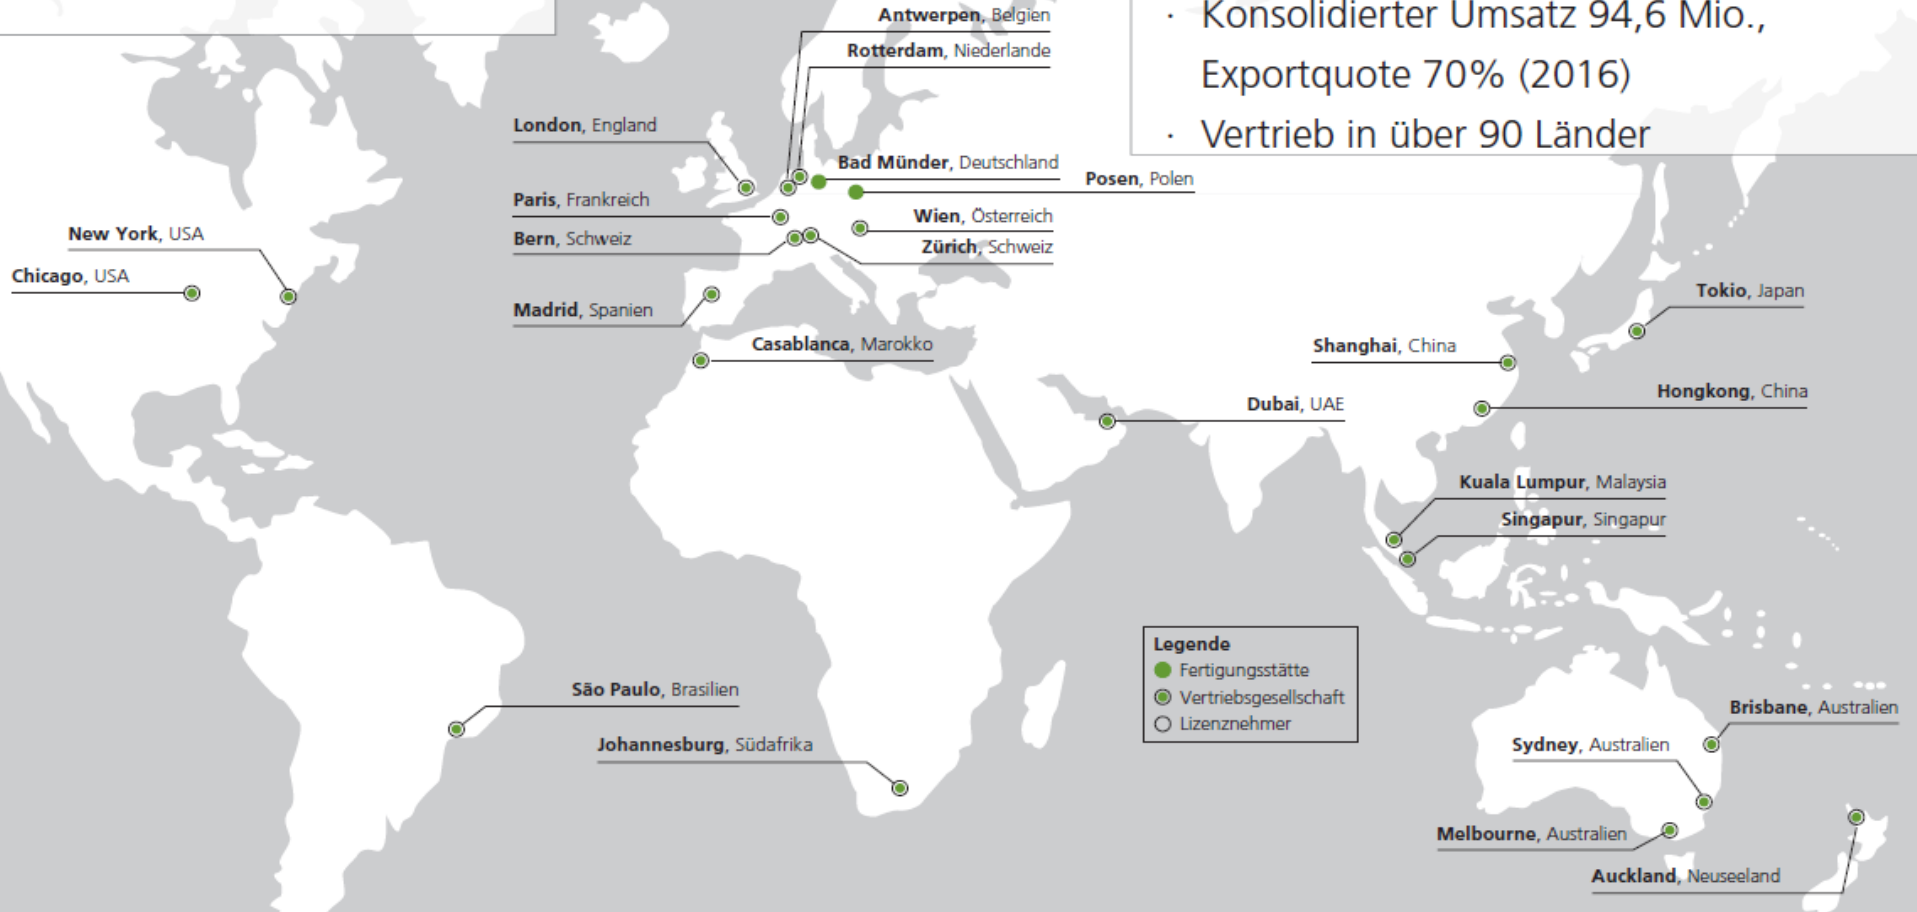 Antwerpen, Belgien
Rotterdam, Niederlande
· Konsolidierter Umsatz 94,6 Mio.,
Exportquote 70% (2016)
· Vertrieb in über 90 Länder
London, England
Bad Münder, Deutschland
Posen, Polen
Paris, Frankreich
Wien, Österreich
Bern, Schweiz
Zürich, Schweiz
New York, USA
Chicago, USA
Madrid, Spanien
Casablanca, Marokko
Tokio, Japan
Shanghai, China
Hongkong, China
Dubai, UAE
Kuala Lumpur, Malaysia
Singapur, Singapur
Legende
Fertigungsstätte
Vertriebsgesellschaft
Lizenznehmer
São Paulo, Brasilien
Johannesburg, Südafrika
Brisbane, Australien
Sydney, Australien
Melbourne, Australien
Auckland, Neuseeland